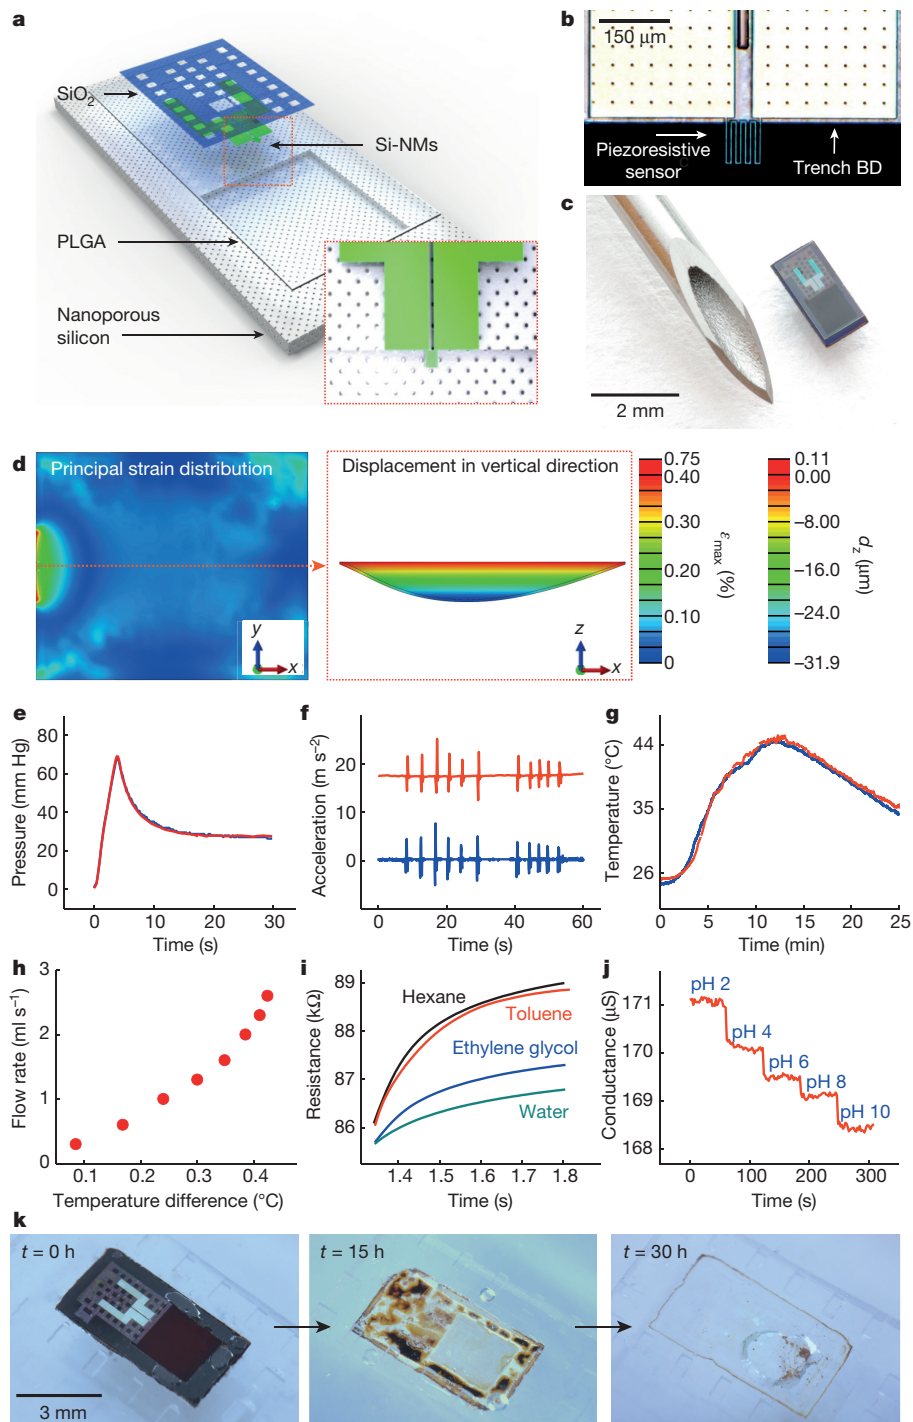 a
SiO2
Si-NMs
PLGA
Nanoporous
silicon
b
150 μm
Piezoresistive
sensor
c
Trench BD
c
2 mm
d
Principal strain distribution
y
x
Displacement in vertical direction
z
x
0.75
0.40
0.30
0.20
0.10
0
εmax (%)
0.11
0.00
–8.00
–16.0
–24.0
–31.9
dz (μm)
e
Pressure (mm Hg)
80
60
40
20
0
0
10
20
30
Time (s)
f
Acceleration (m s–2)
20
10
0
0
20
40
60
Time (s)
g
Temperature (°C)
44
35
26
0
5
10
15
20
25
Time (min)
h
Flow rate (ml s–1)
3
2
1
0
0.1
0.2
0.3
0.4
Temperature difference (°C)
i
Resistance (kΩ)
89
88
87
86
Hexane
Toluene
Ethylene glycol
Water
1.4
1.5
1.6
1.7
1.8
Time (s)
j
Conductance (μS)
171
170
169
168
pH 2
pH 4
pH 6
pH 8
pH 10
0
100
200
300
Time (s)
k
t = 0 h
3 mm
t = 15 h
t = 30 h